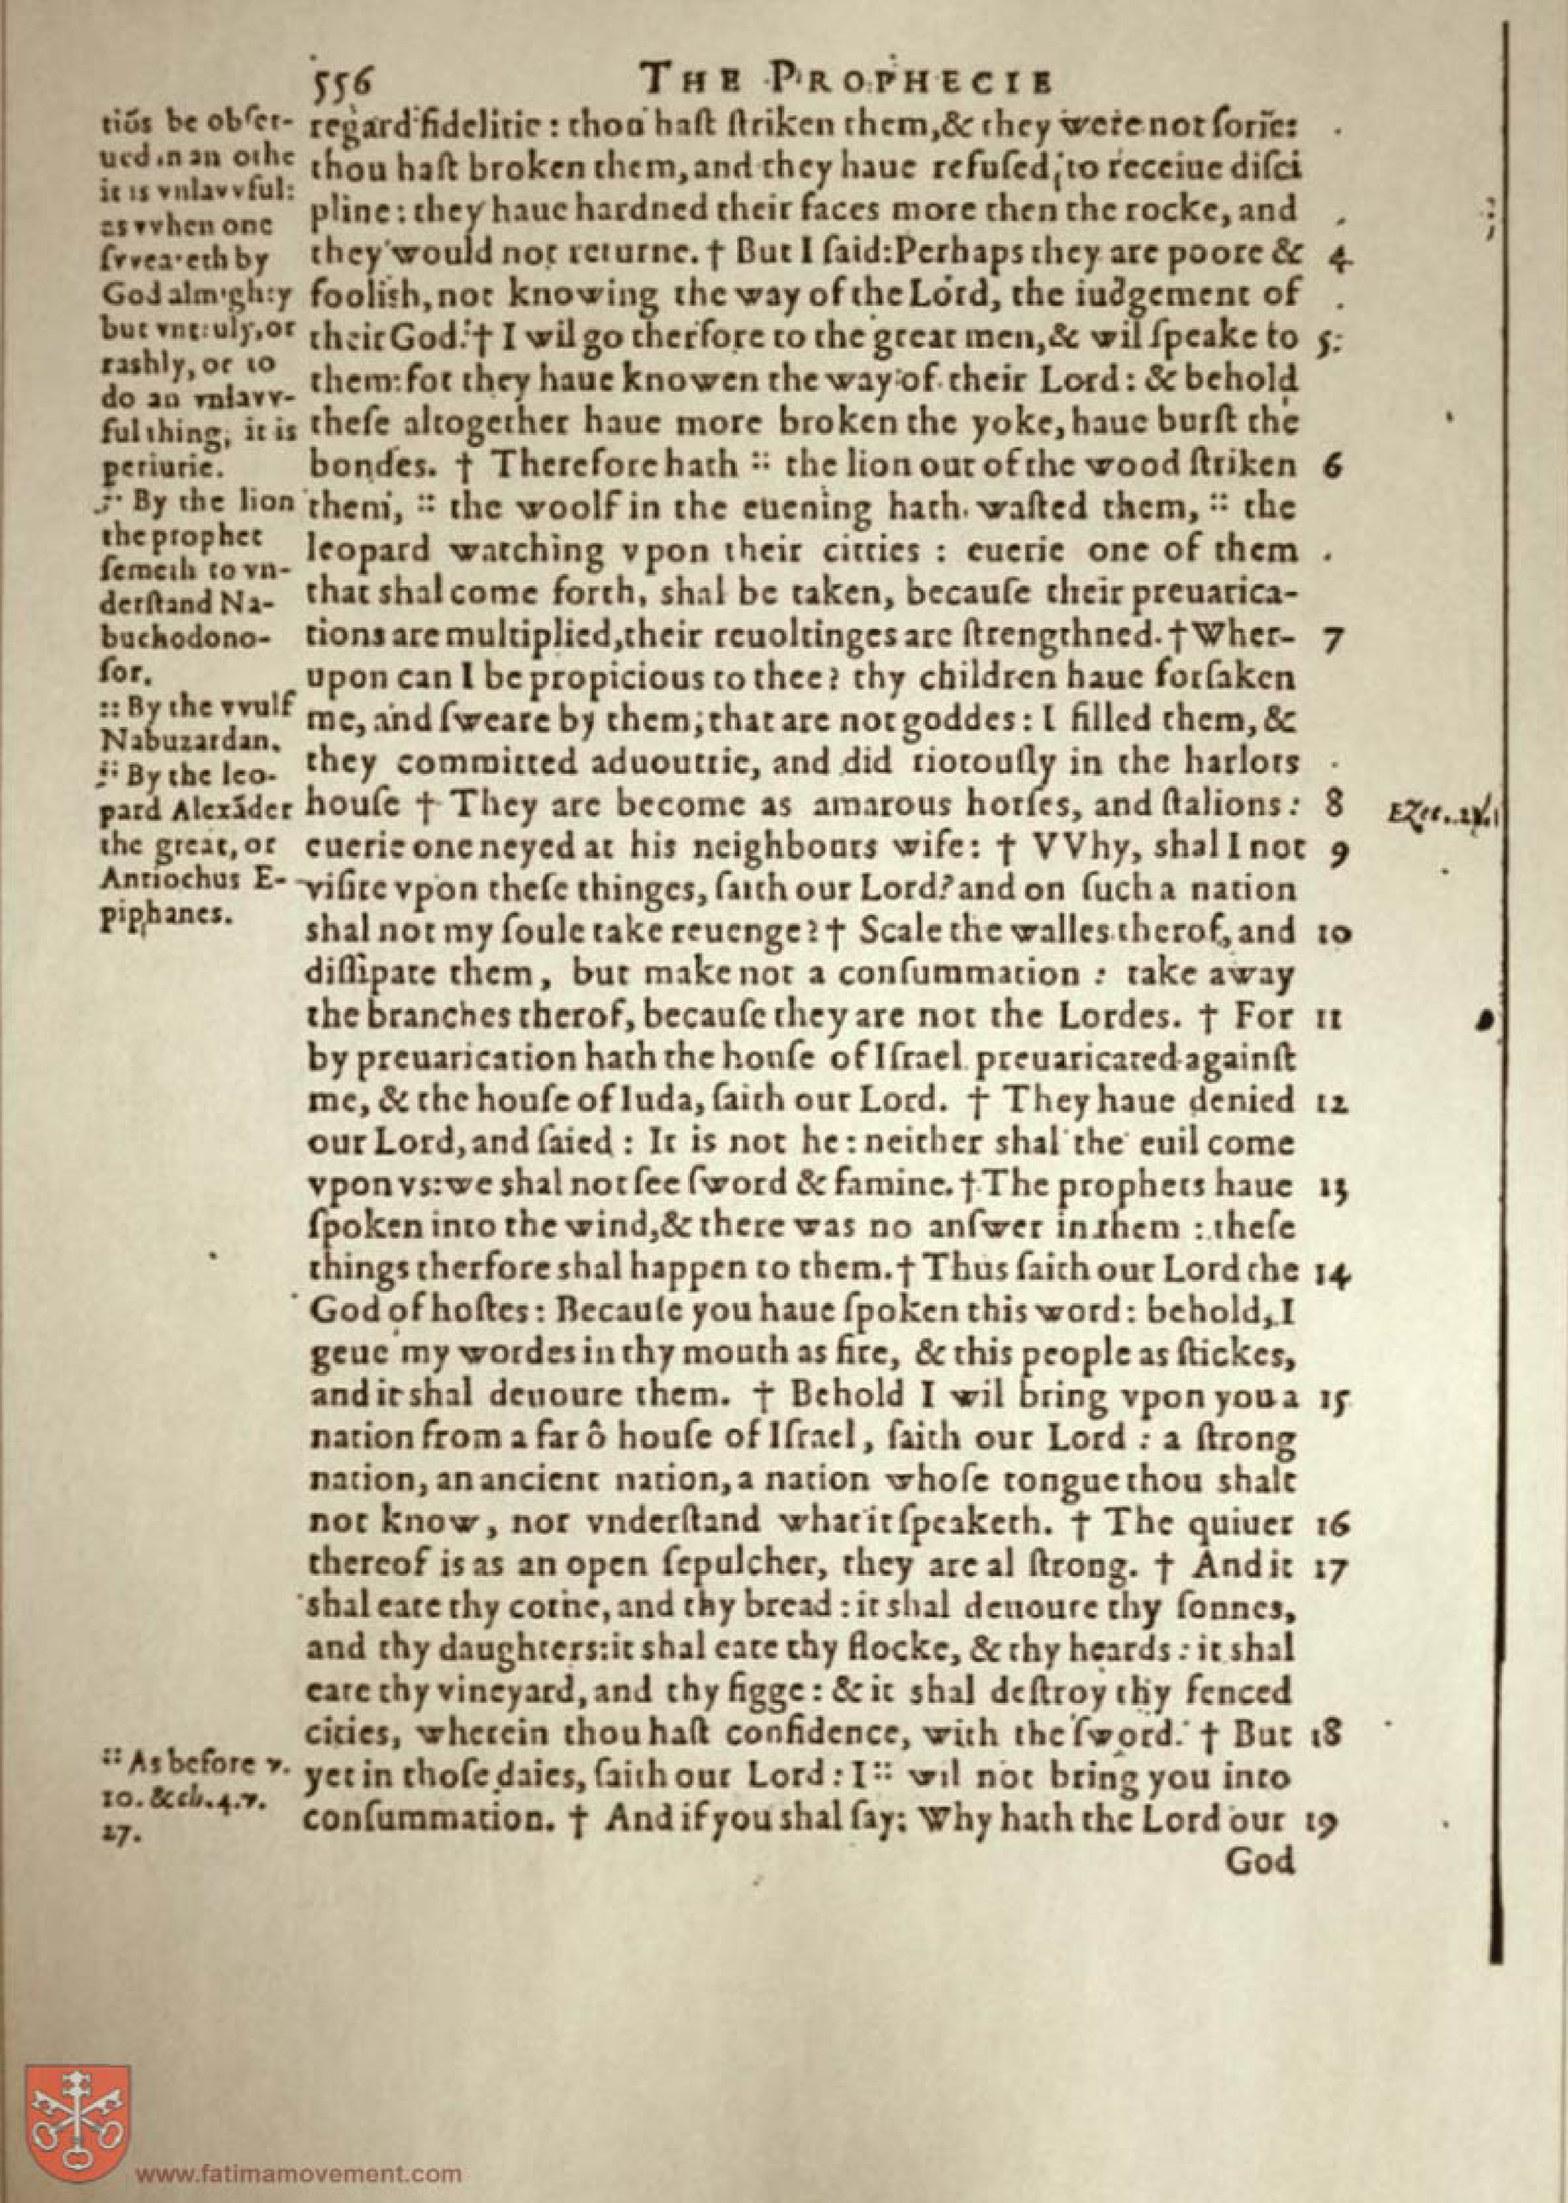 556 THE PROPHECIE
tiõs be obſer-
ued in an othe
it is vnlavvful:
as vvhen one
ſvveareth by
God almighty
but vntruly, or
rashly, or to
do an vnlavv-
ful thing, it is
periurie.
:: By the lion
the prophet
ſemeth to vn-
derſtand Na-
buchodono-
ſor.
:: By the vvulf
Nabuzardan.
:: By the leo-
pard Alexãder
the great, or
Antiochus E-
piphanes.
regard fidelitie: thou haſt ſtriken them, & they were not ſorie:
thou haſt broken them, and they haue refuſed to receiue diſci
pline: they haue hardned their faces more then the rocke, and
they would not returne. † But I ſaid: Perhaps they are poore & 4
fooliſh, not knowing the way of the Lord, the iudgement of
their God. † I wil go therfore to the great men, & wil ſpeake to 5
them: for they haue knowen the way of their Lord: & behold
theſe altogether haue more broken the yoke, haue burſt the
bondes. † Therefore hath :: the lion out of the wood ſtriken 6
them, :: the woolf in the euening hath waſted them, :: the
leopard watching vpon their citties: euerie one of them
that shal come forth, shal be taken, becauſe their preuarica-
tions are multiplied, their reuoltinges are ſtrengthned. † Wher- 7
upon can I be propicious to thee? thy children haue forſaken
me, and ſweare by them, that are not goddes: I filled them, &
they committed aduoutrie, and did riotouſly in the harlots
houſe † They are become as amarous horſes, and ſtalions: 8
euerie one neyed at his neighbours wife: † VVhy, shal I not 9
viſite vpon theſe thinges, ſaith our Lord? and on ſuch a nation
shal not my ſoule take reuenge? † Scale the walles therof, and 10
diſſipate them, but make not a conſummation: take away
the branches therof, becauſe they are not the Lordes. † For 11
by preuarication hath the houſe of Iſrael preuaricated againſt
me, & the houſe of Iuda, ſaith our Lord. † They haue denied 12
our Lord, and ſaied: It is not he: neither shal the euil come
vpon vs: we shal not ſee ſword & famine. † The prophets haue 13
ſpoken into the wind, & there was no anſwer in them: theſe
things therfore shal happen to them. † Thus ſaith our Lord the 14
God of hoſtes: Becauſe you haue ſpoken this word: behold, I
geue my wordes in thy mouth as fire, & this people as ſtickes,
and it shal deuoure them. † Behold I wil bring vpon you a 15
nation from a far ô houſe of Iſrael, ſaith our Lord: a ſtrong
nation, an ancient nation, a nation whoſe tongue thou shalt
not know, nor vnderſtand what it ſpeaketh. † The quiuer 16
thereof is as an open ſepulcher, they are al ſtrong. † And it 17
shal eate thy corne, and thy bread: it shal deuoure thy ſonnes,
and thy daughters: it shal eate thy flocke, & thy heards: it shal
eate thy vineyard, and thy figge: & it shal deſtroy thy fenced
cities, wherein thou haſt confidence, with the ſword. † But 18
yet in thoſe daies, ſaith our Lord: I :: wil not bring you into
conſummation. † And if you shal ſay: Why hath the Lord our 19
God
Ezec.
:: As before v.
10. & ch. 4. v.
27.
www.fatimamovement.com